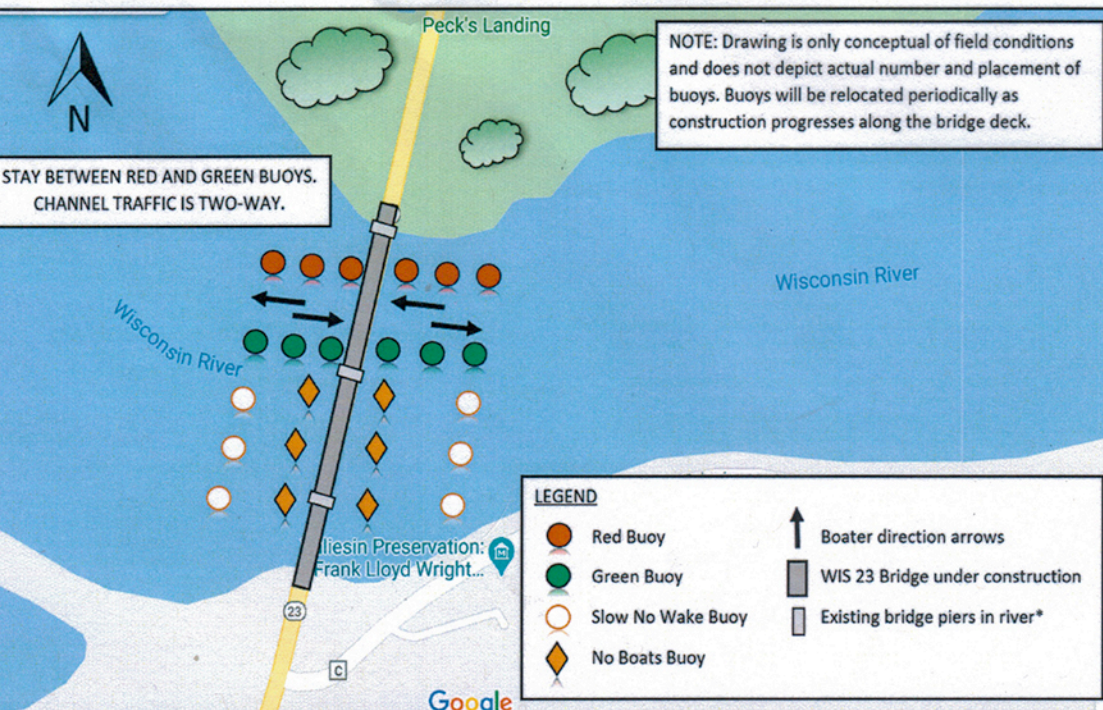 Peck's Landing
NOTE: Drawing is only conceptual of field conditions
and does not depict actual number and placement of
buoys. Buoys will be relocated periodically as
construction progresses along the bridge deck.
N
STAY BETWEEN RED AND GREEN BUOYS.
CHANNEL TRAFFIC IS TWO-WAY.
Wisconsin River
Wisconsin River
liesin Preservation:
Frank Lloyd Wright...
23
C
Google
LEGEND
Red Buoy
Green Buoy
Slow No Wake Buoy
No Boats Buoy
Boater direction arrows
WIS 23 Bridge under construction
Existing bridge piers in river*